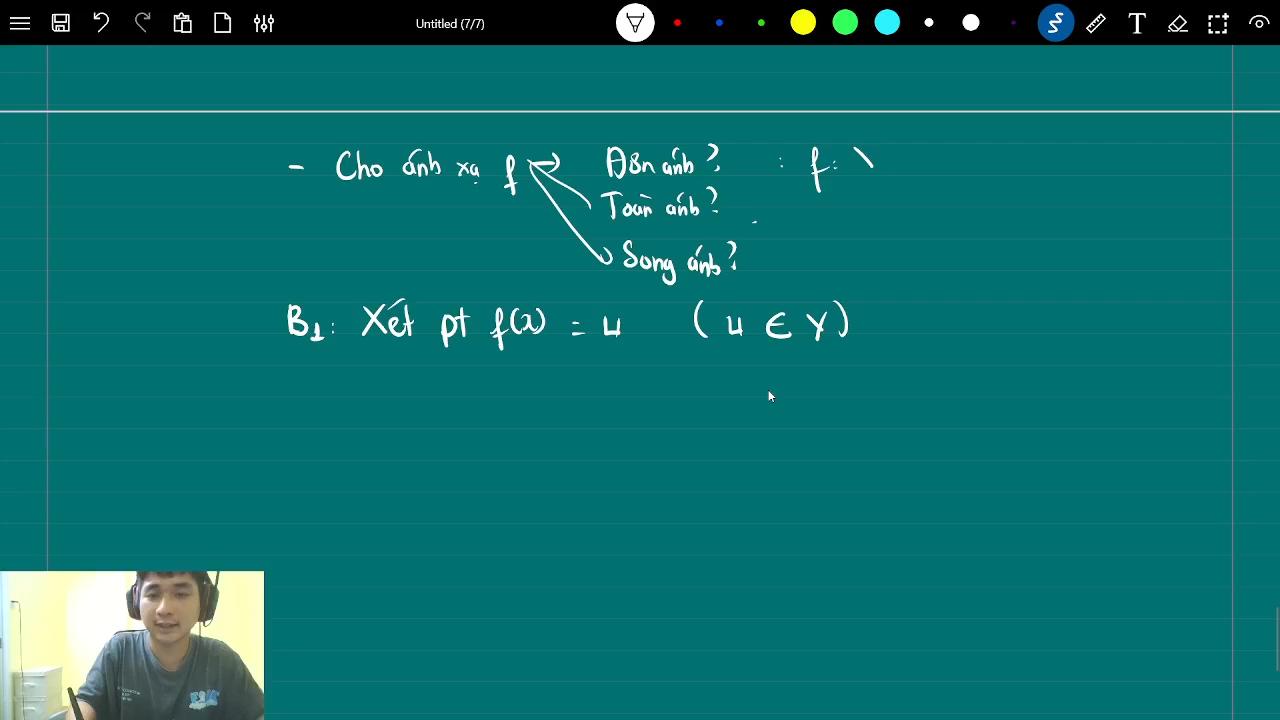 Untitled (7/7)
- Cho ánh xạ f → Đơn ánh? : f:
Toàn ánh?
Song ánh?
B1: Xét pt f(x) = y (y ∈ Y)